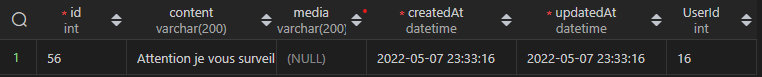 * id content media * createdAt * updatedAt UserId
int varchar(200) varchar(200) datetime datetime int
1 56 Attention je vous surveil (NULL) 2022-05-07 23:33:16 2022-05-07 23:33:16 16